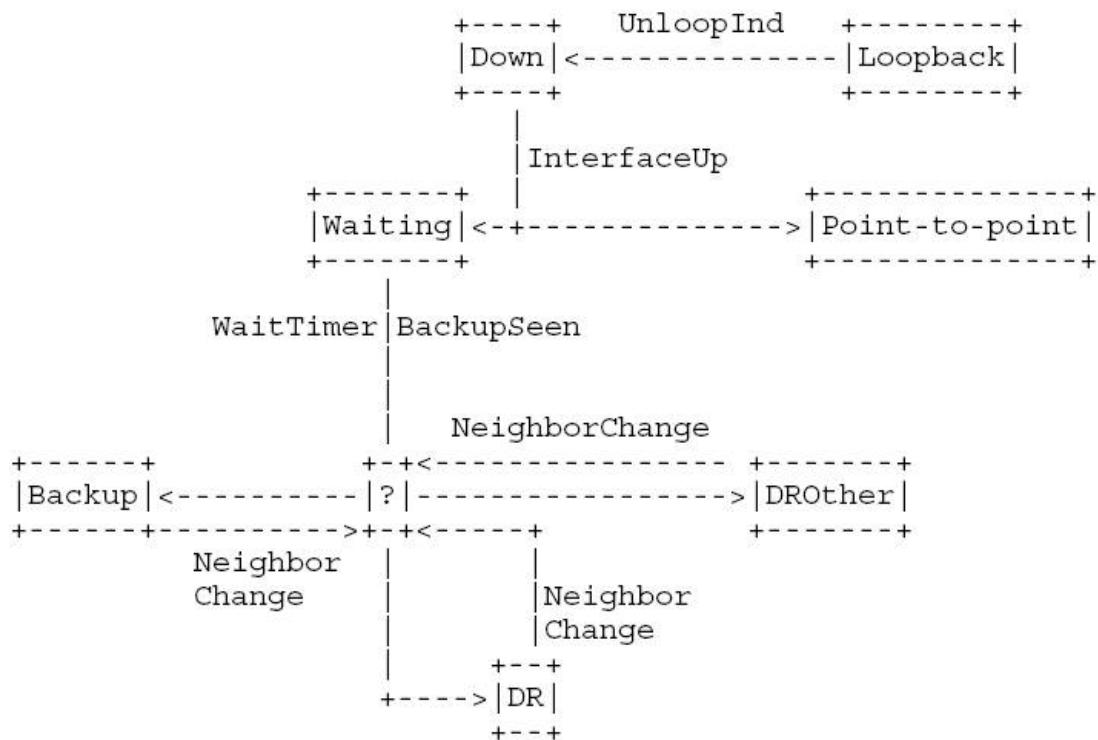 +----+   UnloopInd   +--------+
                           |Down|<--------------|Loopback|
                           +----+               +--------+
                              |
                              |InterfaceUp
                  +-------+   |               +--------------+
                  |Waiting|<-+-------------->|Point-to-point|
                  +-------+                   +--------------+
                      |
             WaitTimer|BackupSeen
                      |
                      |
                      |   NeighborChange
+------+           +-+<---------------- +-------+
|Backup|<----------|?|----------------->|DROther|
+------+---------->+-+<-----+           +-------+
          Neighbor  |       |
          Change    |       |Neighbor
                    |       |Change
                    |     +--+
                    +---->|DR|
                          +--+